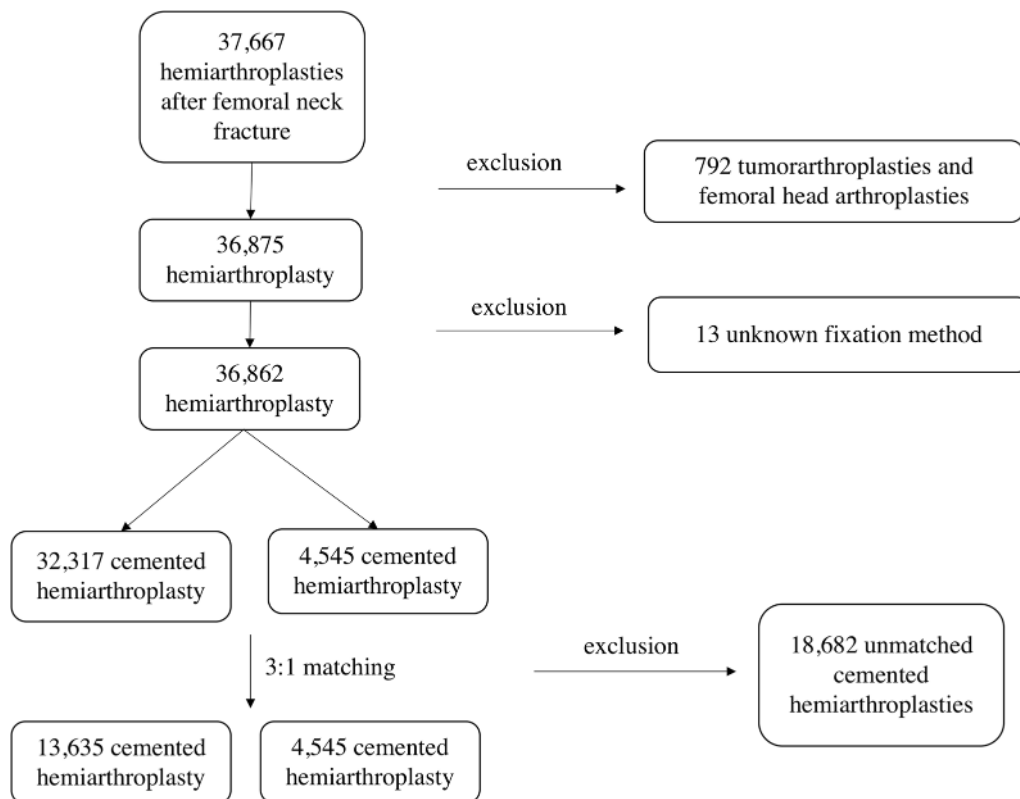 37,667
hemiarthroplasties
after femoral neck
fracture
exclusion
792 tumorarthroplasties and
femoral head arthroplasties
36,875
hemiarthroplasty
exclusion
13 unknown fixation method
36,862
hemiarthroplasty
32,317 cemented
hemiarthroplasty
4,545 cemented
hemiarthroplasty
3:1 matching
exclusion
18,682 unmatched
cemented
hemiarthroplasties
13,635 cemented
hemiarthroplasty
4,545 cemented
hemiarthroplasty